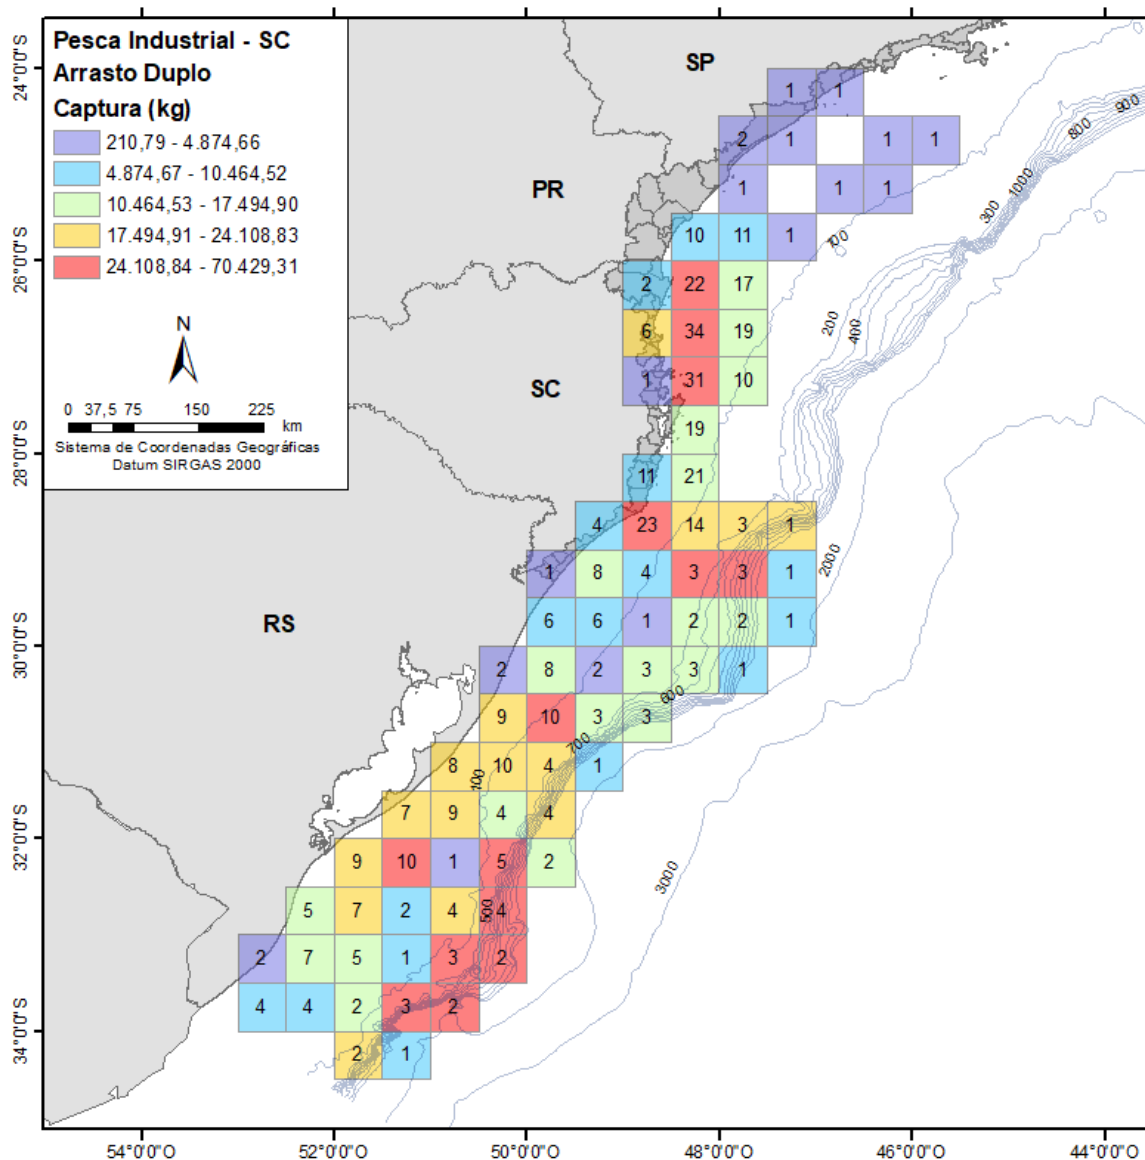 Pesca Industrial - SC
Arrasto Duplo
Captura (kg)
210,79 - 4.874,66
4.874,67 - 10.464,52
10.464,53 - 17.494,90
17.494,91 - 24.108,83
24.108,84 - 70.429,31
N
0 37,5 75 150 225
km
Sistema de Coordenadas Geográficas
Datum SIRGAS 2000
SP
PR
SC
RS
24°0'0"S
26°0'0"S
28°0'0"S
30°0'0"S
32°0'0"S
34°0'0"S
1 1
2 1 1 1
1 1 1
10 11 1
2 22 17
6 34 19
1 31 10
19
11 21
4 23 14 3 1
1 8 4 3 3 1
6 6 1 2 2 1
2 8 2 3 3 1
9 10 3 3
8 10 4 1
7 9 4 4
9 10 1 5 2
5 7 2 4 4
2 7 5 1 3 2
4 4 2 3 2
2 1
900
800
1000
300
200
400
2000
600
700
100
500
3000
54°0'0"O 52°0'0"O 50°0'0"O 48°0'0"O 46°0'0"O 44°0'0"O